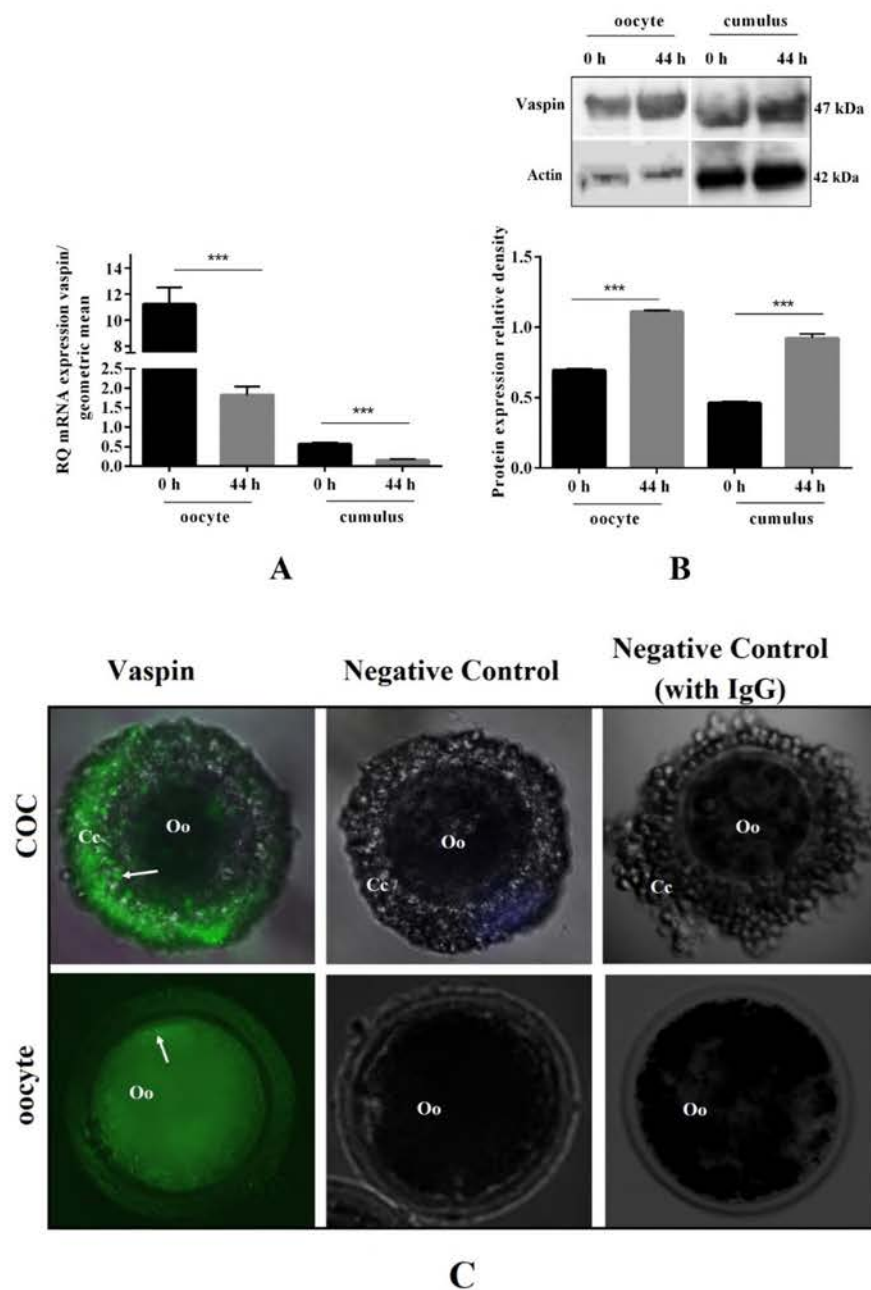 oocyte cumulus
0 h 44 h 0 h 44 h
Vaspin 47 kDa
Actin 42 kDa
RQ mRNA expression vaspin/
geometric mean
14
12
10
8
2.5
2.0
1.5
1.0
0.5
0.0
***
***
0 h 44 h 0 h 44 h
oocyte cumulus
A
Protein expression relative density
1.5
1.0
0.5
0.0
***
***
0 h 44 h 0 h 44 h
oocyte cumulus
B
Vaspin
Negative Control
Negative Control
(with IgG)
COC
Cc Oo
Oo
Cc
Oo
Cc
oocyte
Oo
Oo
Oo
C